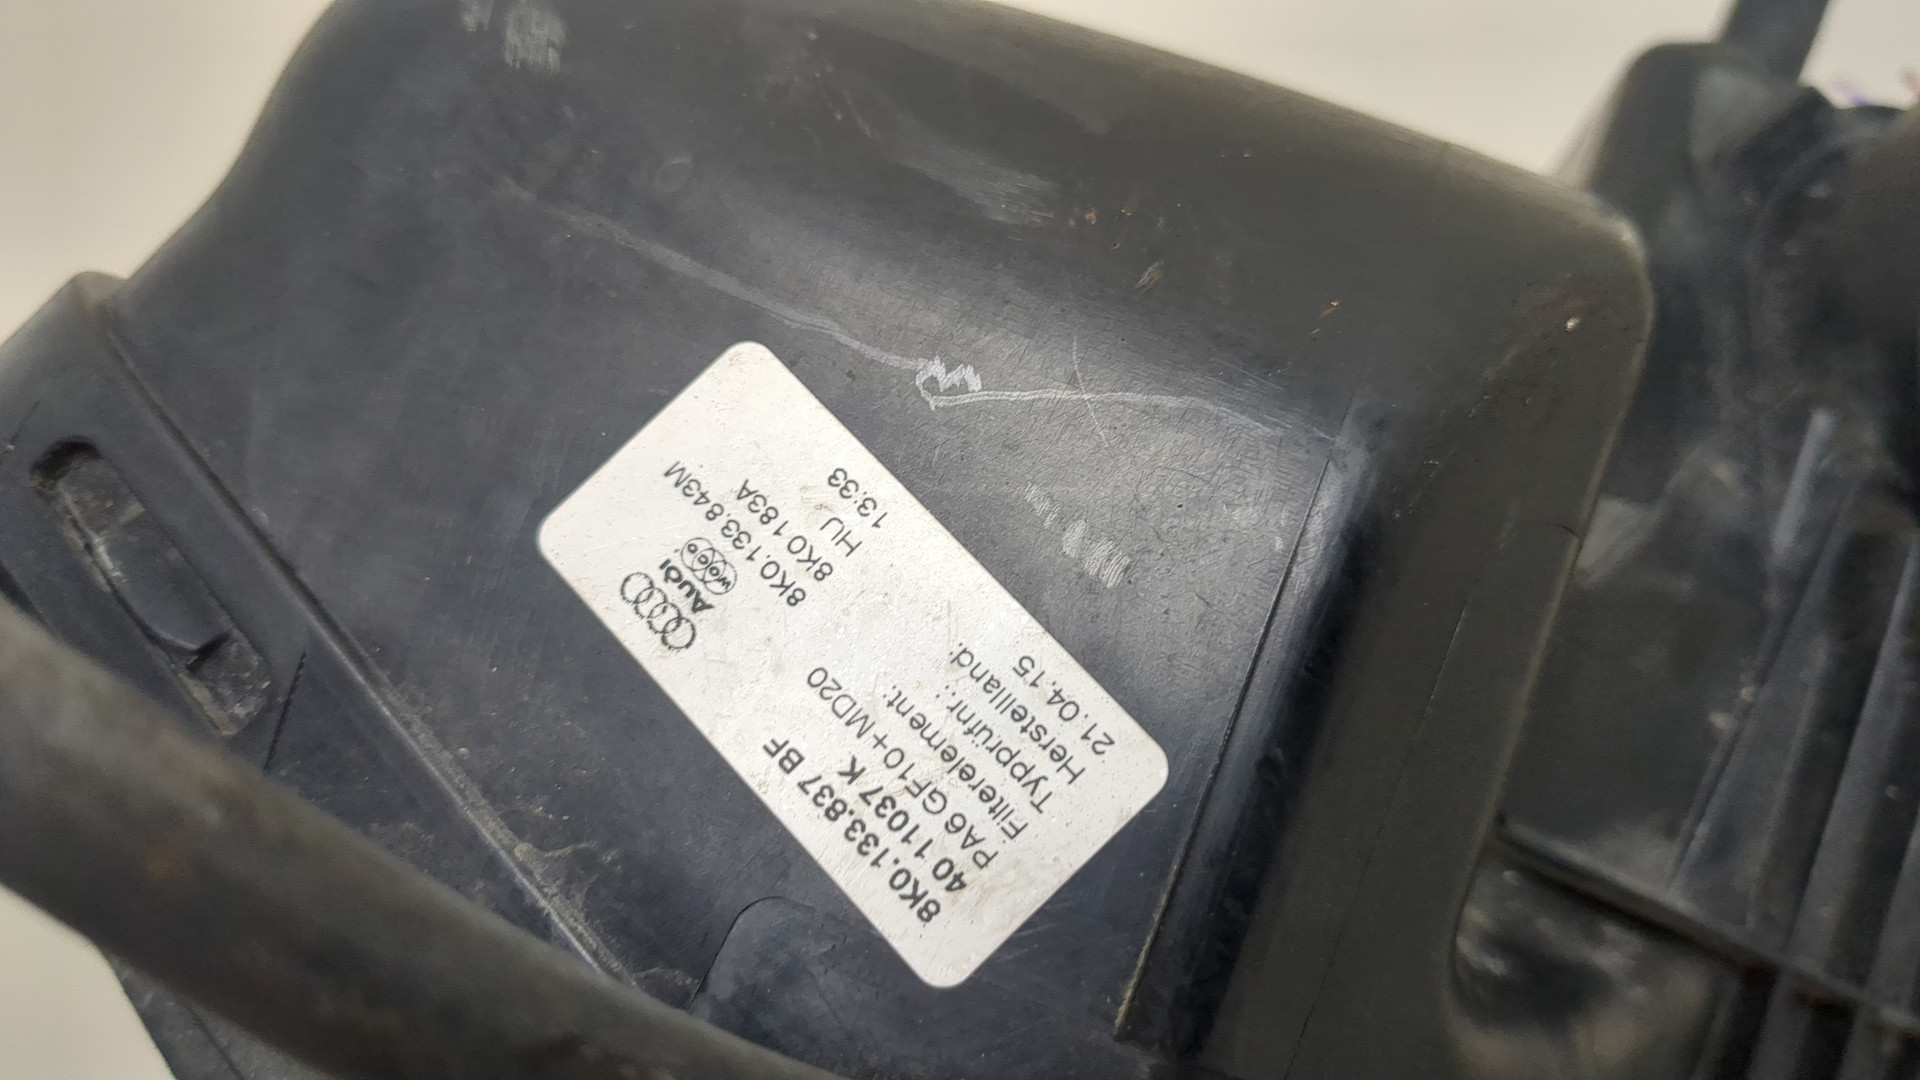 8K0.133.837 BF
40 11037 K
PA6 GF10+MD20
Filterelement: 8K0.133.843M
Typprüfnr.: 8K0 183A
Herstelland: HU
21.04.15 13:33
Audi